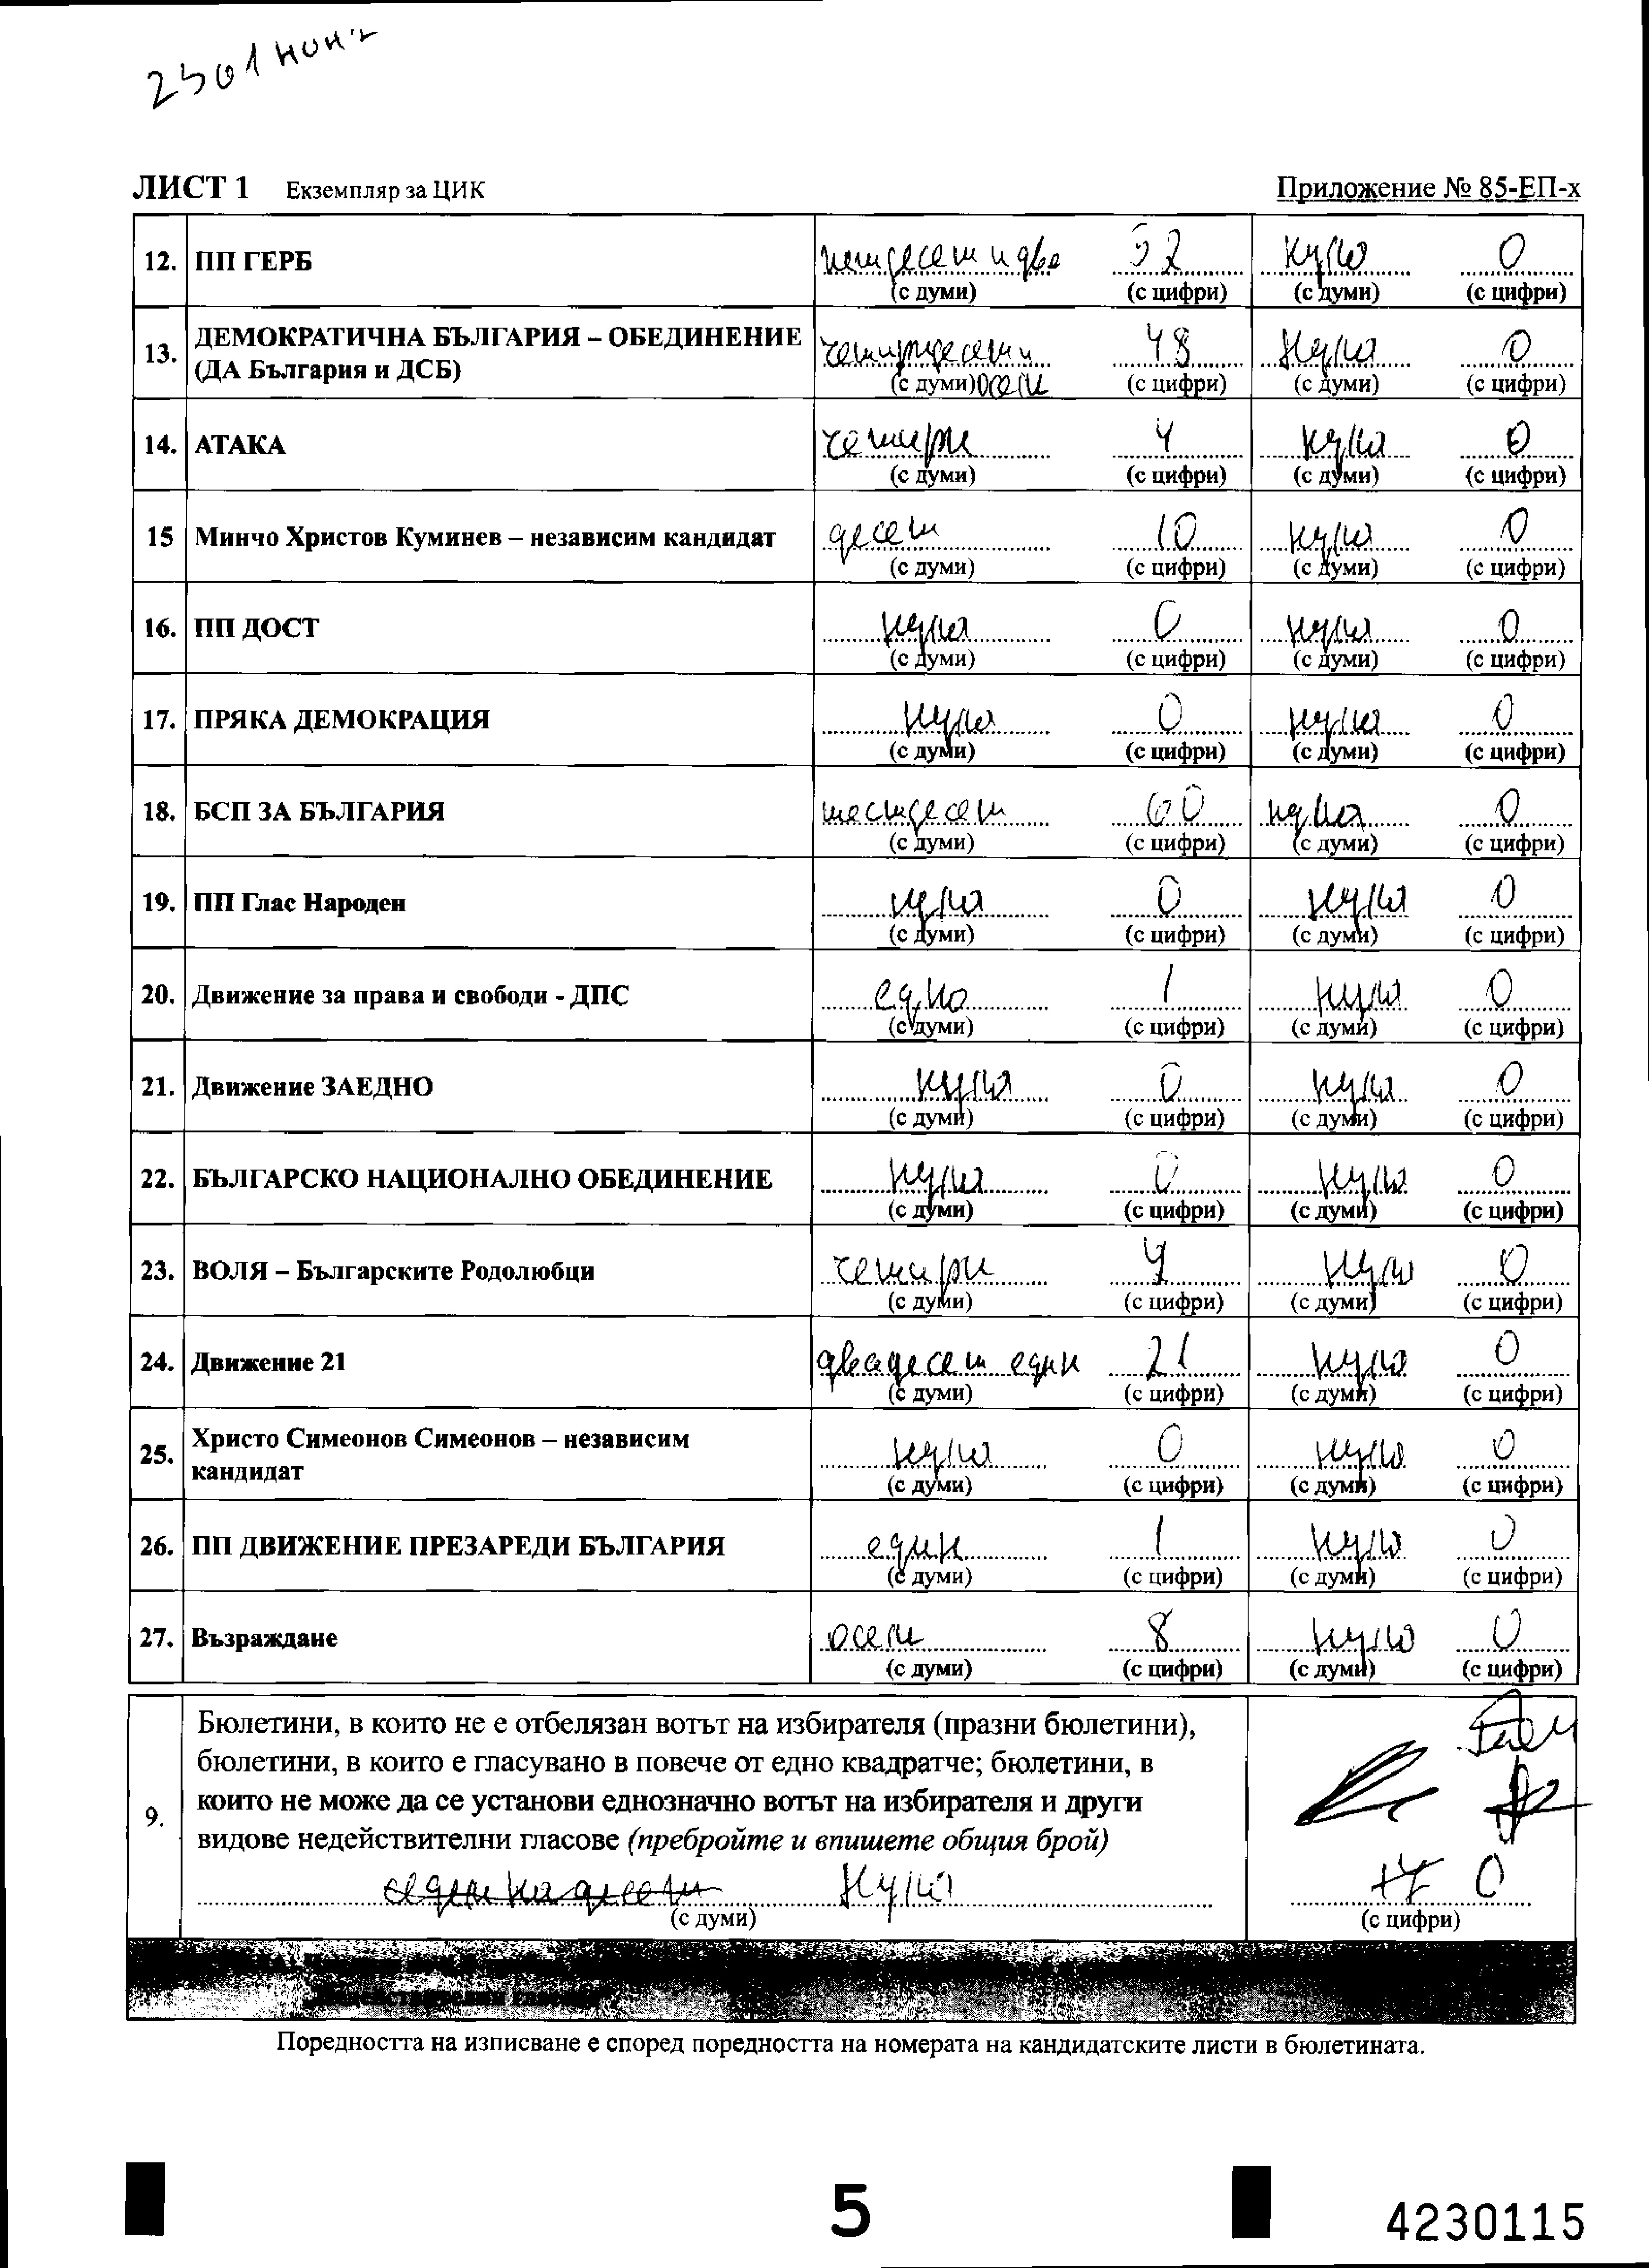 ЛИСТ 1 Екземпляр за ЦИК Приложение № 85-ЕП-х
12. ПП ГЕРБ петдесет и две 52 нула 0
(с думи) (с цифри) (с думи) (с цифри)
13. ДЕМОКРАТИЧНА БЪЛГАРИЯ – ОБЕДИНЕНИЕ
(ДА България и ДСБ) четиридесет и 48 нула 0
(с думи) осем (с цифри) (с думи) (с цифри)
14. АТАКА четири 4 нула 0
(с думи) (с цифри) (с думи) (с цифри)
15 Минчо Христов Куминев – независим кандидат десет 10 нула 0
(с думи) (с цифри) (с думи) (с цифри)
16. ПП ДОСТ нула 0 нула 0
(с думи) (с цифри) (с думи) (с цифри)
17. ПРЯКА ДЕМОКРАЦИЯ нула 0 нула 0
(с думи) (с цифри) (с думи) (с цифри)
18. БСП ЗА БЪЛГАРИЯ шестдесет 60 нула 0
(с думи) (с цифри) (с думи) (с цифри)
19. ПП Глас Народен нула 0 нула 0
(с думи) (с цифри) (с думи) (с цифри)
20. Движение за права и свободи - ДПС едно 1 нула 0
(с думи) (с цифри) (с думи) (с цифри)
21. Движение ЗАЕДНО нула 0 нула 0
(с думи) (с цифри) (с думи) (с цифри)
22. БЪЛГАРСКО НАЦИОНАЛНО ОБЕДИНЕНИЕ нула 0 нула 0
(с думи) (с цифри) (с думи) (с цифри)
23. ВОЛЯ – Българските Родолюбци четири 4 нула 0
(с думи) (с цифри) (с думи) (с цифри)
24. Движение 21 двадесет един 21 нула 0
(с думи) (с цифри) (с думи) (с цифри)
25. Христо Симеонов Симеонов – независим
кандидат нула 0 нула 0
(с думи) (с цифри) (с думи) (с цифри)
26. ПП ДВИЖЕНИЕ ПРЕЗАРЕДИ БЪЛГАРИЯ един 1 нула 0
(с думи) (с цифри) (с думи) (с цифри)
27. Възраждане осем 8 нула 0
(с думи) (с цифри) (с думи) (с цифри)
9. Бюлетини, в които не е отбелязан вотът на избирателя (празни бюлетини),
бюлетини, в които е гласувано в повече от едно квадратче; бюлетини, в
които не може да се установи еднозначно вотът на избирателя и други
видове недействителни гласове (пребройте и впишете общия брой)
седемнадесет нула 17 0
(с думи) (с цифри)
Поредността на изписване е според поредността на номерата на кандидатските листи в бюлетината.
5
4230115